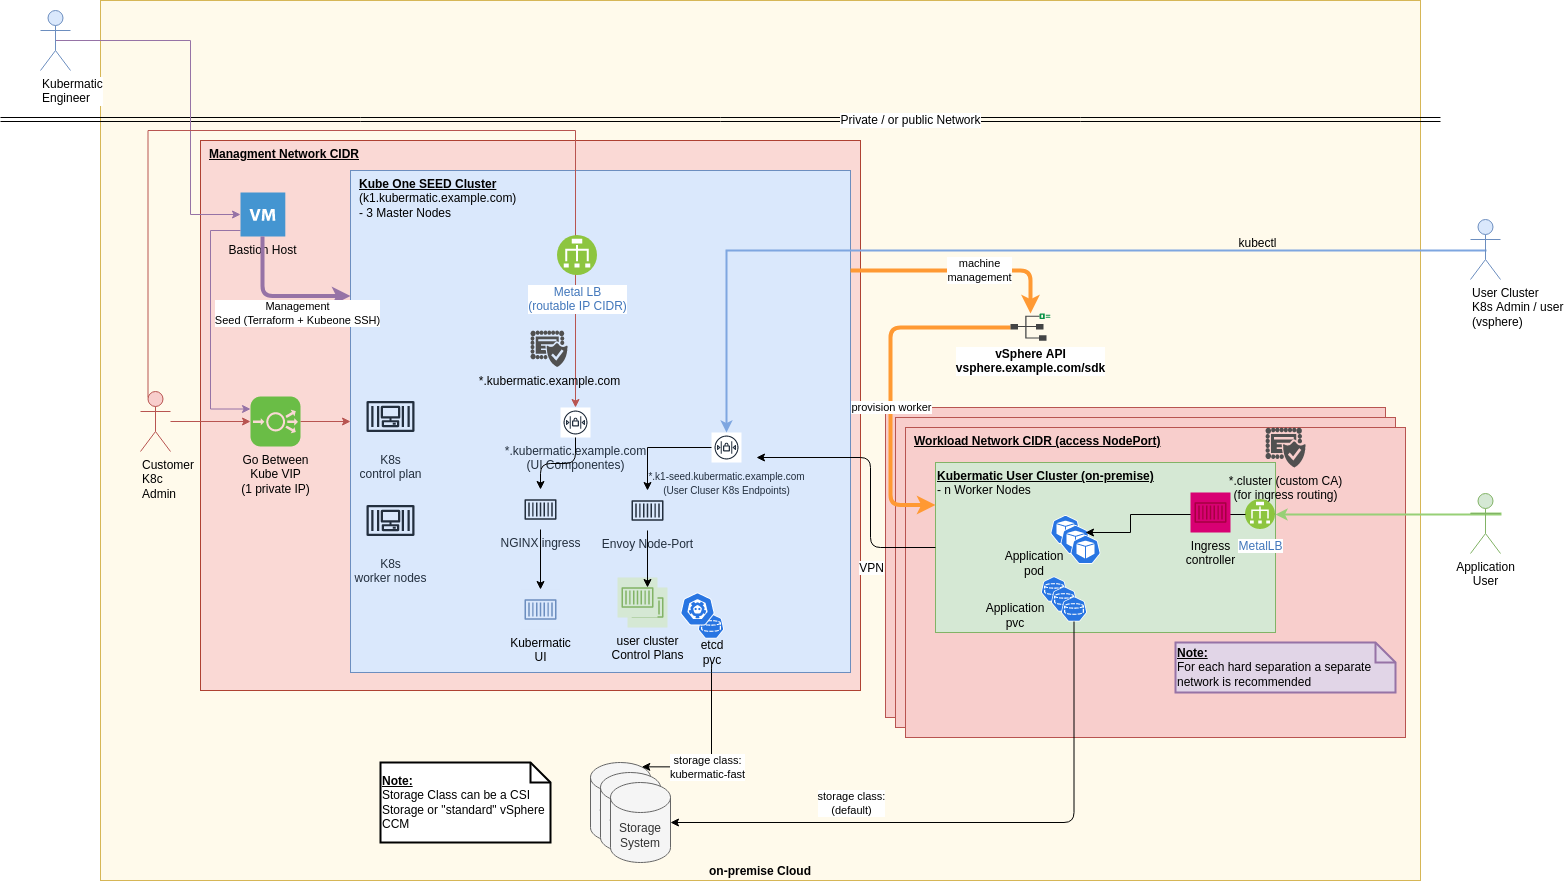 Kubermatic
Engineer
Private / or public Network
Managment Network CIDR
Kube One SEED Cluster
(k1.kubermatic.example.com)
- 3 Master Nodes
VM
Bastion Host
Management
Seed (Terraform + Kubeone SSH)
Metal LB
(routable IP CIDR)
*.kubermatic.example.com
kubectl
machine
management
User Cluster
K8s Admin / user
(vsphere)
vSphere API
vsphere.example.com/sdk
provision worker
Customer
K8c
Admin
Go Between
Kube VIP
(1 private IP)
K8s
control plan
*.kubermatic.example.com
(UI Componentes)
*.k1-seed.kubermatic.example.com
(User Cluser K8s Endpoints)
K8s
worker nodes
NGINX ingress
Envoy Node-Port
Kubermatic
UI
user cluster
Control Plans
etcd
pvc
VPN
Workload Network CIDR (access NodePort)
Kubermatic User Cluster (on-premise)
- n Worker Nodes
*.cluster (custom CA)
(for ingress routing)
Application
pod
Ingress
controller
MetalLB
Application
User
Application
pvc
Note:
For each hard separation a separate
network is recommended
storage class:
kubermatic-fast
Note:
Storage Class can be a CSI
Storage or "standard" vSphere
CCM
storage class:
(default)
Storage
System
on-premise Cloud